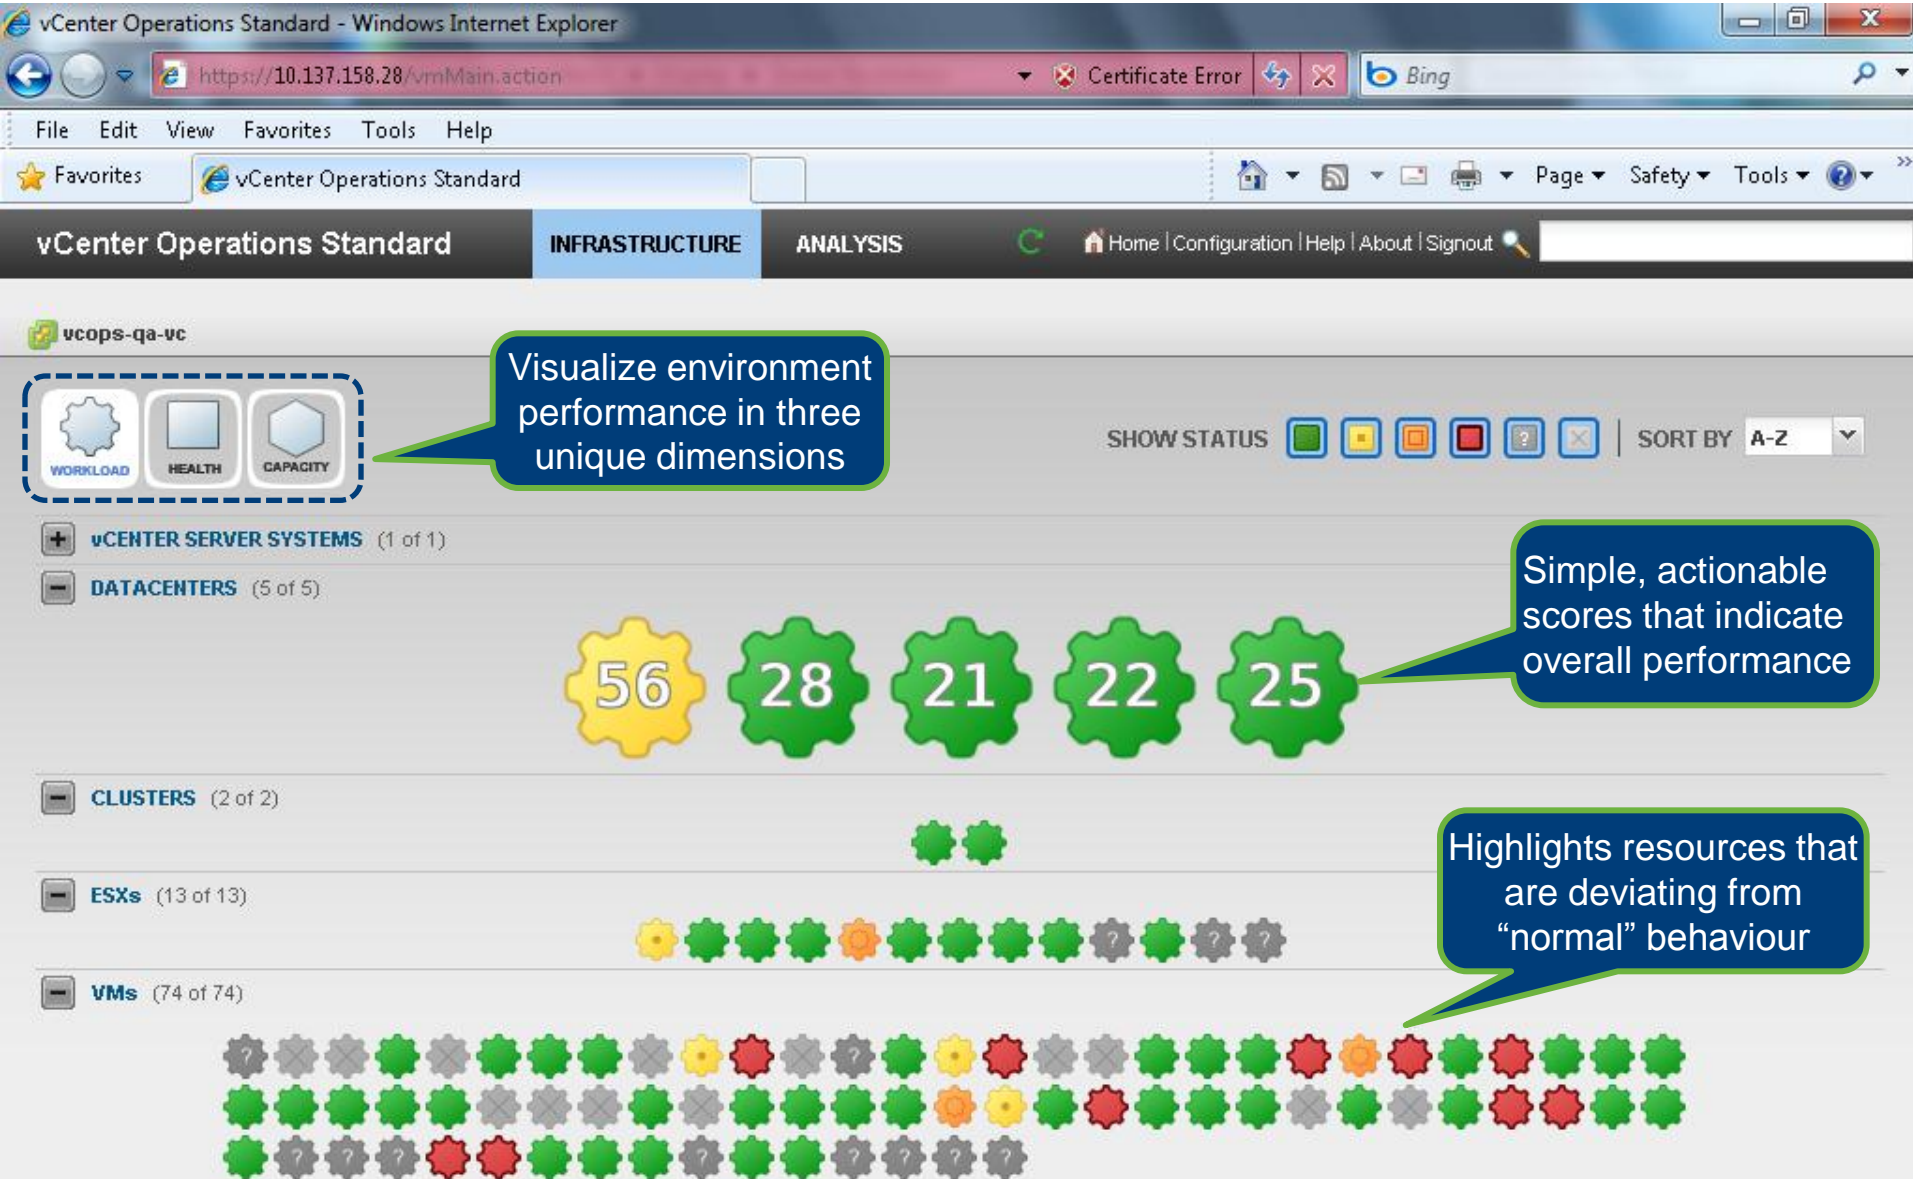 vCenter Operations Standard - Windows Internet Explorer
https://10.137.158.28/vmMain.action
Certificate Error
Bing
File Edit View Favorites Tools Help
Favorites
vCenter Operations Standard
Page Safety Tools
vCenter Operations Standard
INFRASTRUCTURE
ANALYSIS
Home | Configuration | Help | About | Signout
vcops-qa-vc
Visualize environment
performance in three
unique dimensions
WORKLOAD
HEALTH
CAPACITY
SHOW STATUS
?
SORT BY A-Z
vCENTER SERVER SYSTEMS (1 of 1)
DATACENTERS (5 of 5)
Simple, actionable
scores that indicate
overall performance
56 28 21 22 25
CLUSTERS (2 of 2)
Highlights resources that
are deviating from
“normal” behaviour
ESXs (13 of 13)
? ? ?
VMs (74 of 74)
? ?
? ? ? ? ? ? ? ?